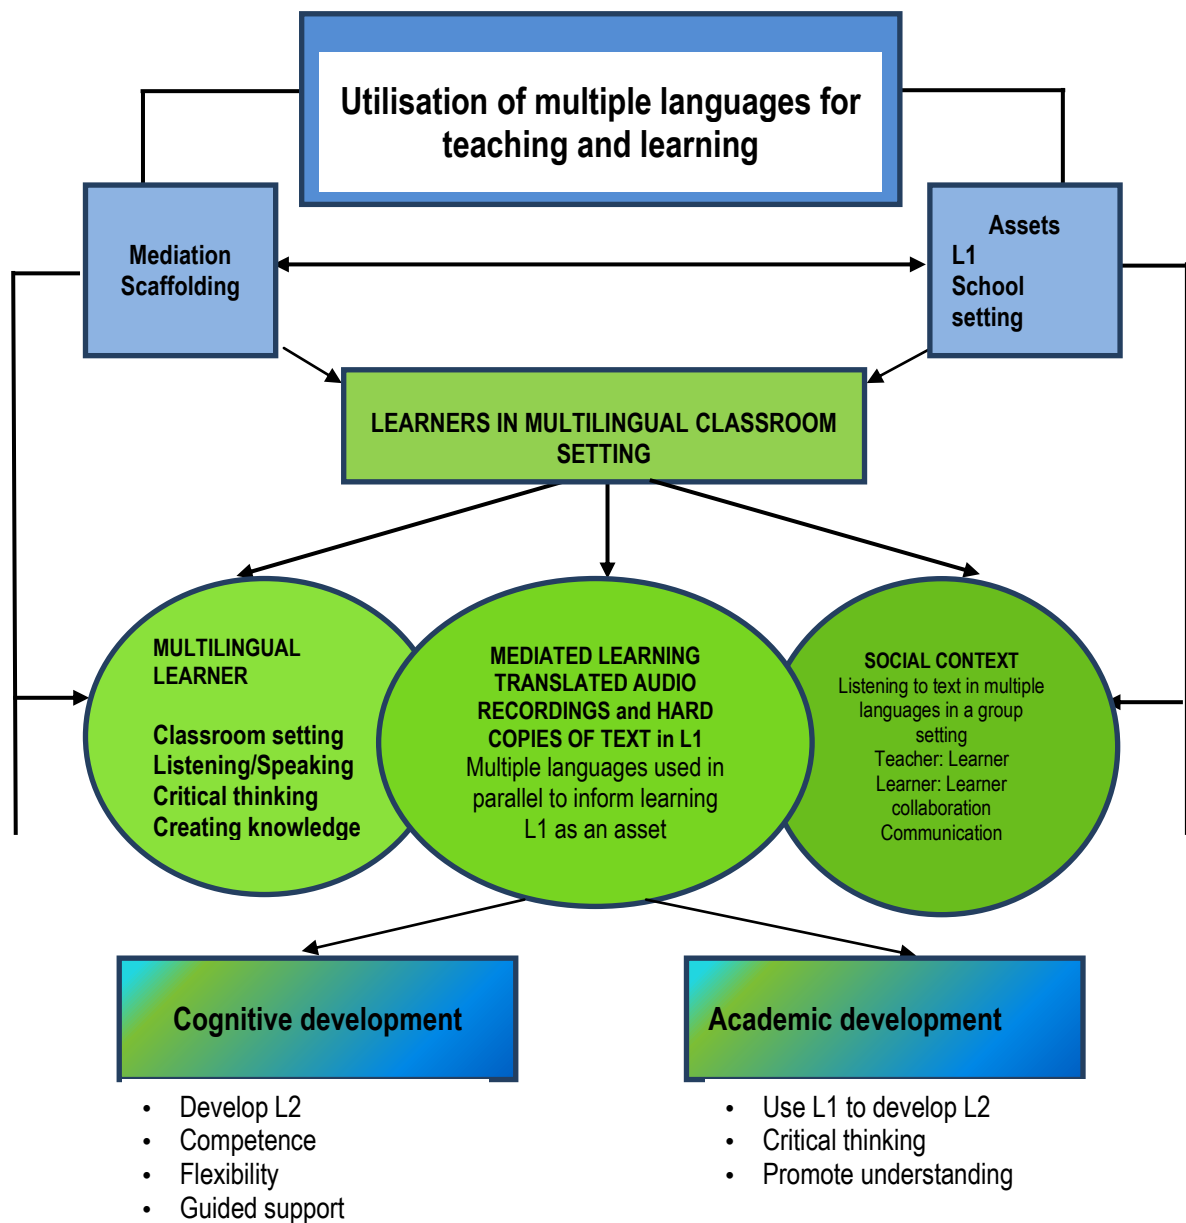 Utilisation of multiple languages for
teaching and learning
Mediation
Scaffolding
Assets
L1
School
setting
LEARNERS IN MULTILINGUAL CLASSROOM
SETTING
MULTILINGUAL
LEARNER
Classroom setting
Listening/Speaking
Critical thinking
Creating knowledge
MEDIATED LEARNING
TRANSLATED AUDIO
RECORDINGS and HARD
COPIES OF TEXT in L1
Multiple languages used in
parallel to inform learning
L1 as an asset
SOCIAL CONTEXT
Listening to text in multiple
languages in a group
setting
Teacher: Learner
Learner: Learner
collaboration
Communication
Cognitive development
• Develop L2
• Competence
• Flexibility
• Guided support
Academic development
• Use L1 to develop L2
• Critical thinking
• Promote understanding